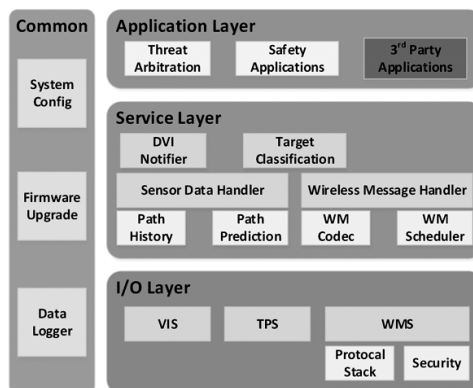 Common
System
Config
Firmware
Upgrade
Data
Logger
Application Layer
Threat
Arbitration
Safety
Applications
3rd Party
Applications
Service Layer
DVI
Notifier
Target
Classification
Sensor Data Handler
Wireless Message Handler
Path
History
Path
Prediction
WM
Codec
WM
Scheduler
I/O Layer
VIS
TPS
WMS
Protocal
Stack
Security